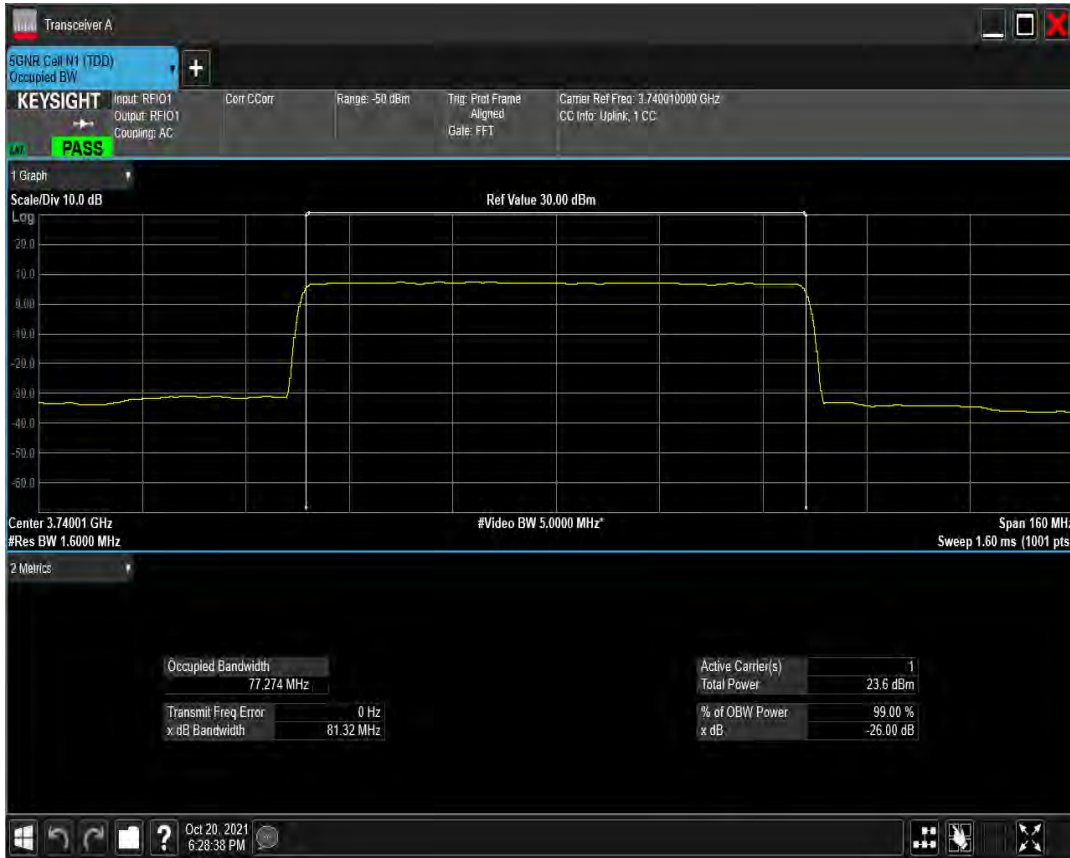 Transceiver A
5GNR Cell N1 (TDD)
Occupied BW
+
KEYSIGHT
Input: RFIO1
Output: RFIO1
Coupling: AC
Corr CCorr
Range: -50 dBm
Trig: Prot Frame
Aligned
Gate: FFT
Carrier Ref Freq: 3.740010000 GHz
CC Info: Uplink, 1 CC
PASS
1 Graph
Scale/Div 10.0 dB
Ref Value 30.00 dBm
Log
20.0
10.0
0.00
-10.0
-20.0
-30.0
-40.0
-50.0
-60.0
Center 3.74001 GHz
#Video BW 5.0000 MHz*
Span 160 MHz
#Res BW 1.6000 MHz
Sweep 1.60 ms (1001 pts
2 Metrics
Occupied Bandwidth
77.274 MHz
Transmit Freq Error 0 Hz
x dB Bandwidth 81.32 MHz
Active Carrier(s) 1
Total Power 23.6 dBm
% of OBW Power 99.00 %
x dB -26.00 dB
?
Oct 20, 2021
6:28:38 PM